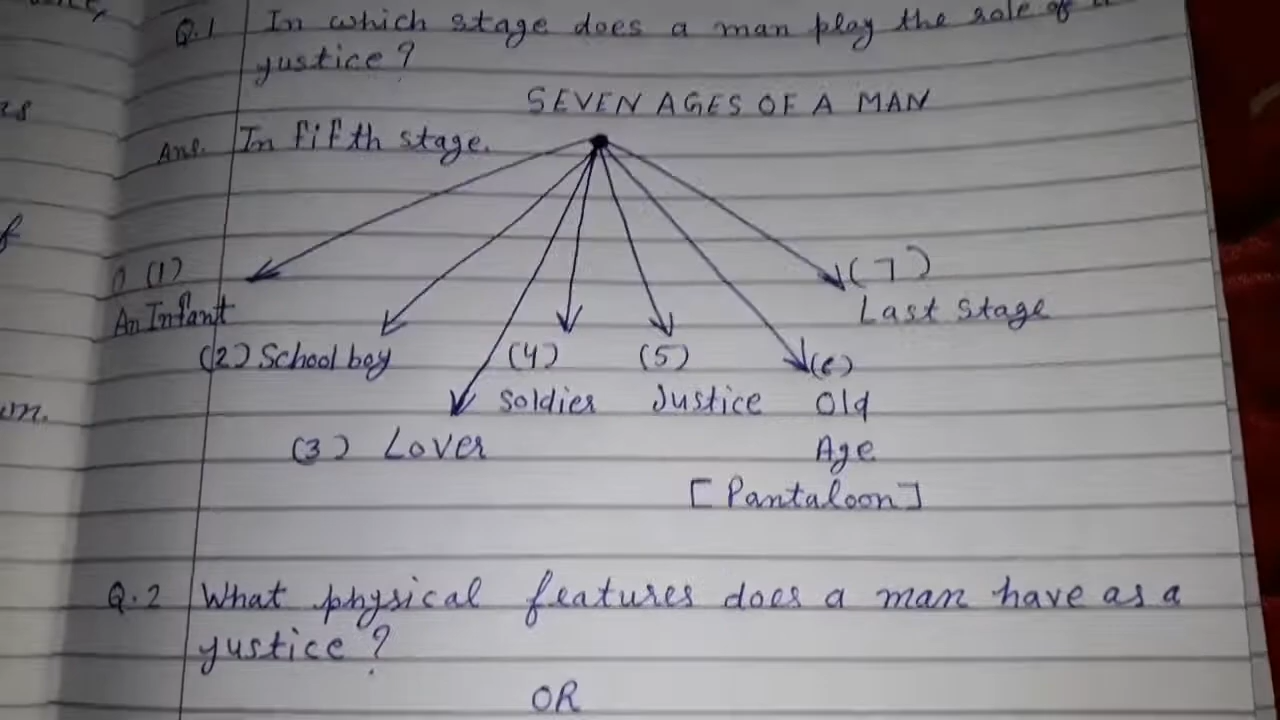 Q.1 In which stage does a man play the role of a
justice?
SEVEN AGES OF A MAN
Ans. In fifth stage.
(1)
An Infant
(7)
Last Stage
(2) School boy
(4)
Soldier
(5)
Justice
(6)
Old
Age
(3) Lover
[Pantaloon]
Q.2 What physical features does a man have as a
justice?
OR